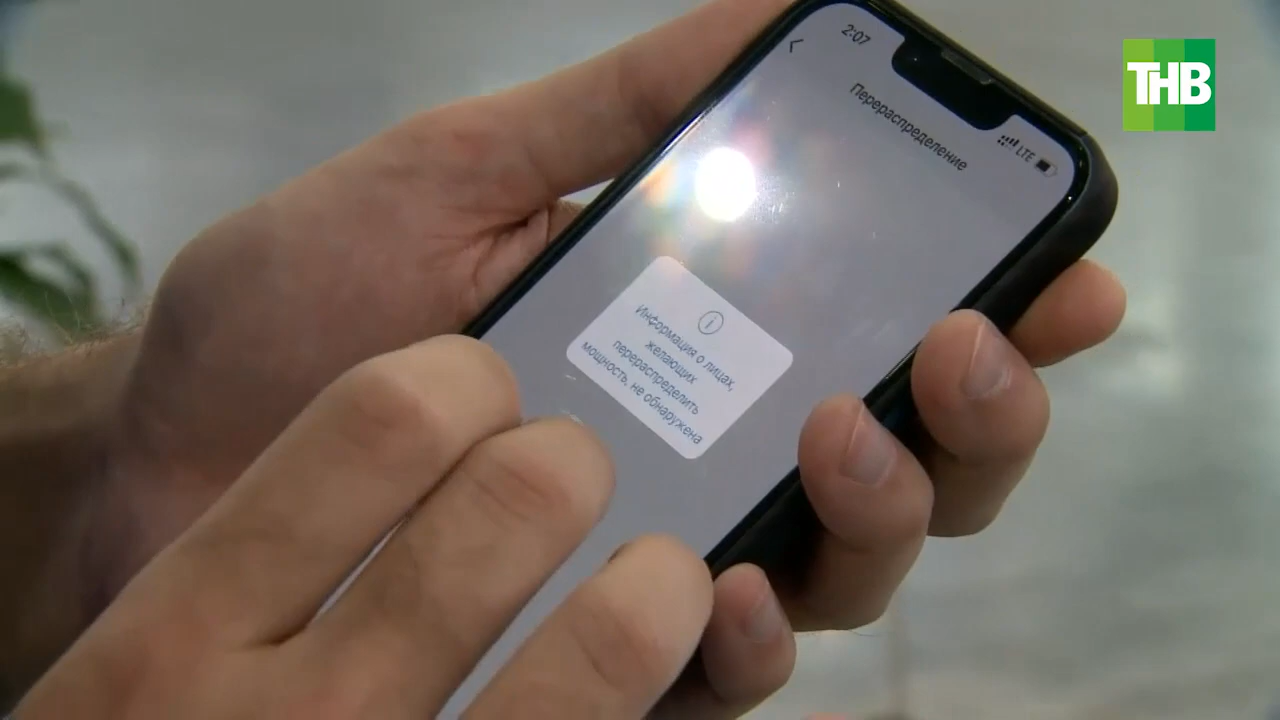 ТНВ
2:07
LTE
Перераспределение
Информация о лицах,
желающих
перераспределить
мощность, не обнаружена